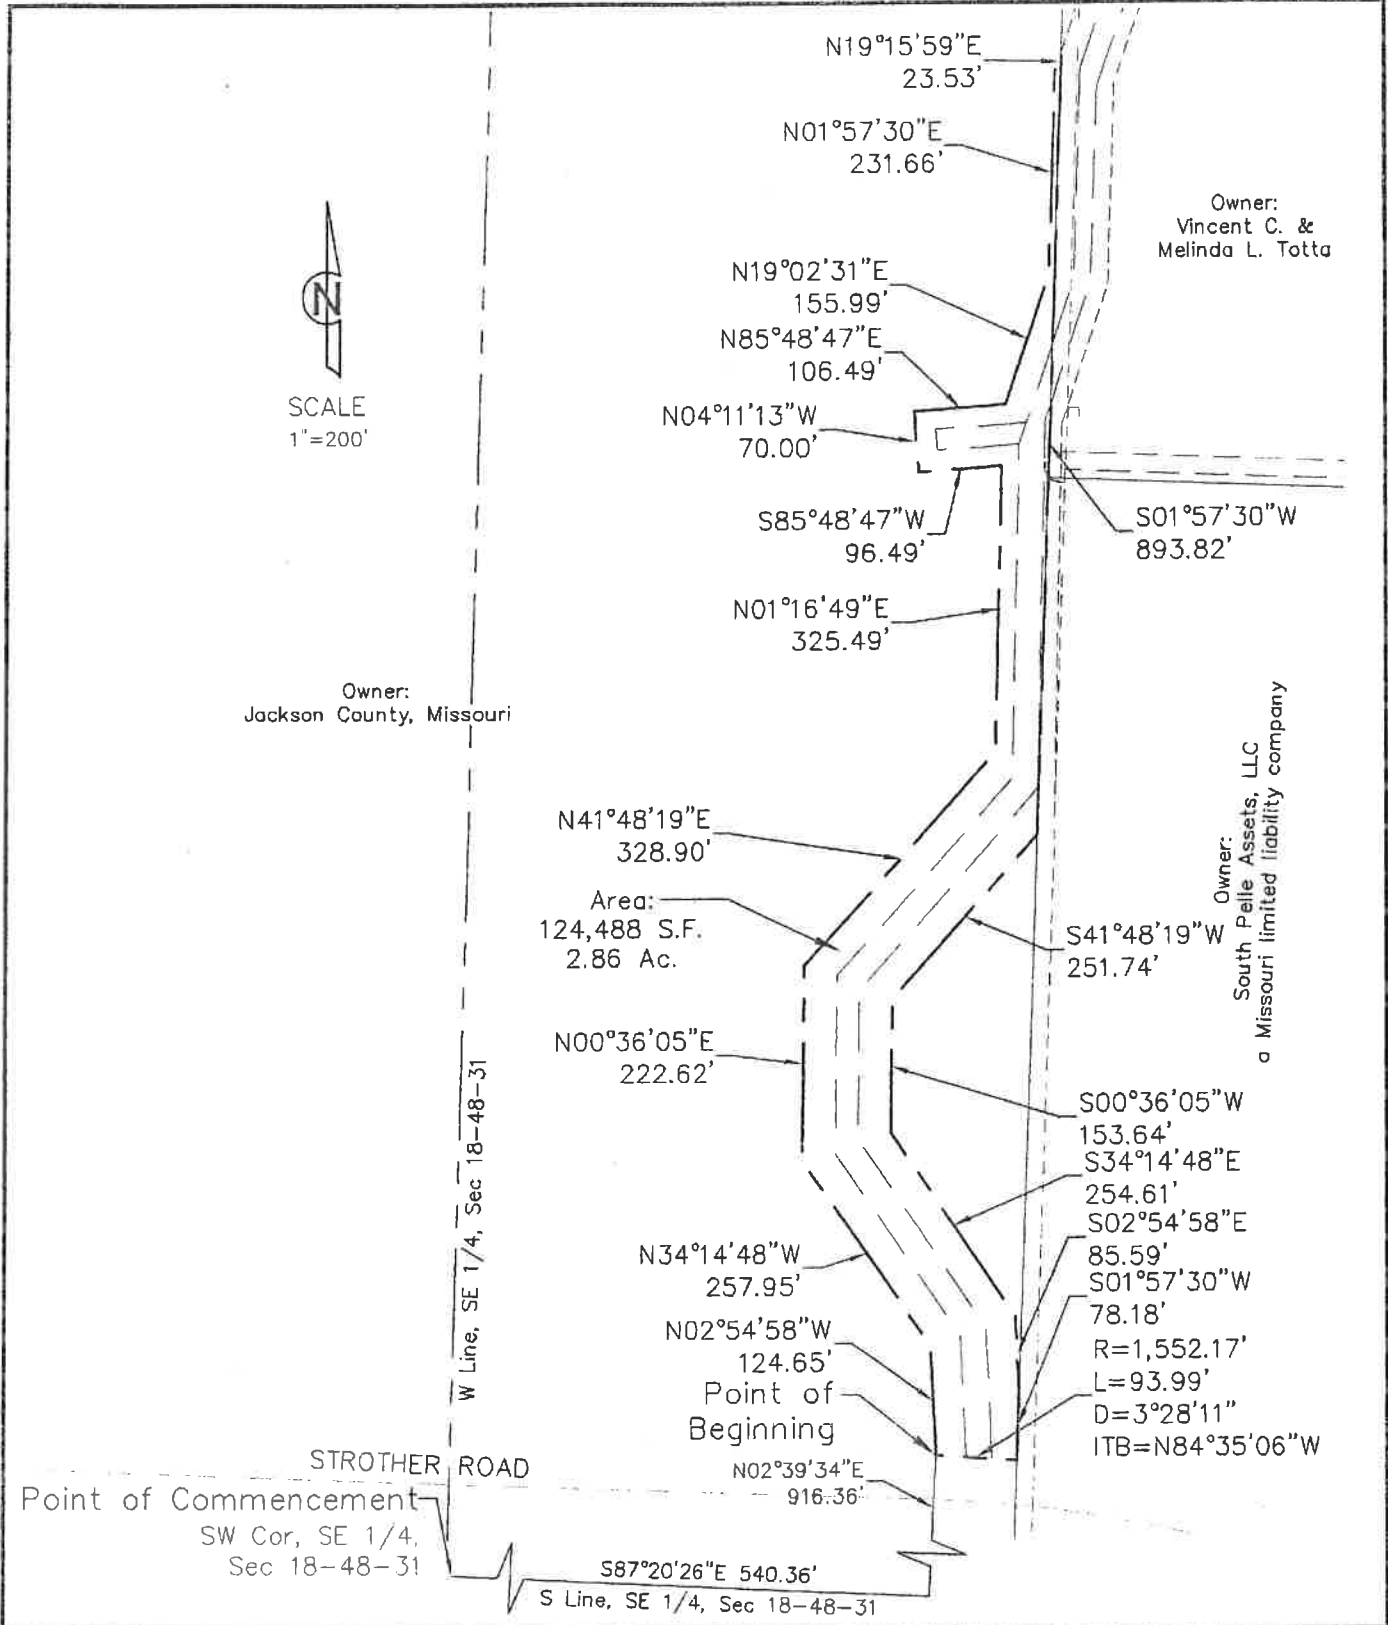 N19°15'59"E
23.53'
N01°57'30"E
231.66'
Owner:
Vincent C. &
Melinda L. Totta
N19°02'31"E
155.99'
N
N85°48'47"E
106.49'
SCALE
1"=200'
N04°11'13"W
70.00'
S85°48'47"W
96.49'
S01°57'30"W
893.82'
N01°16'49"E
325.49'
Owner:
Jackson County, Missouri
Owner:
South Pelle Assets, LLC
a Missouri limited liability company
N41°48'19"E
328.90'
Area:
124,488 S.F.
2.86 Ac.
S41°48'19"W
251.74'
N00°36'05"E
222.62'
W Line, SE 1/4, Sec 18-48-31
S00°36'05"W
153.64'
S34°14'48"E
254.61'
S02°54'58"E
85.59'
S01°57'30"W
78.18'
N34°14'48"W
257.95'
N02°54'58"W
124.65'
R=1,552.17'
L=93.99'
D=3°28'11"
ITB=N84°35'06"W
Point of
Beginning
STROTHER ROAD
N02°39'34"E
916.36'
Point of Commencement
SW Cor, SE 1/4,
Sec 18-48-31
S87°20'26"E 540.36'
S Line, SE 1/4, Sec 18-48-31